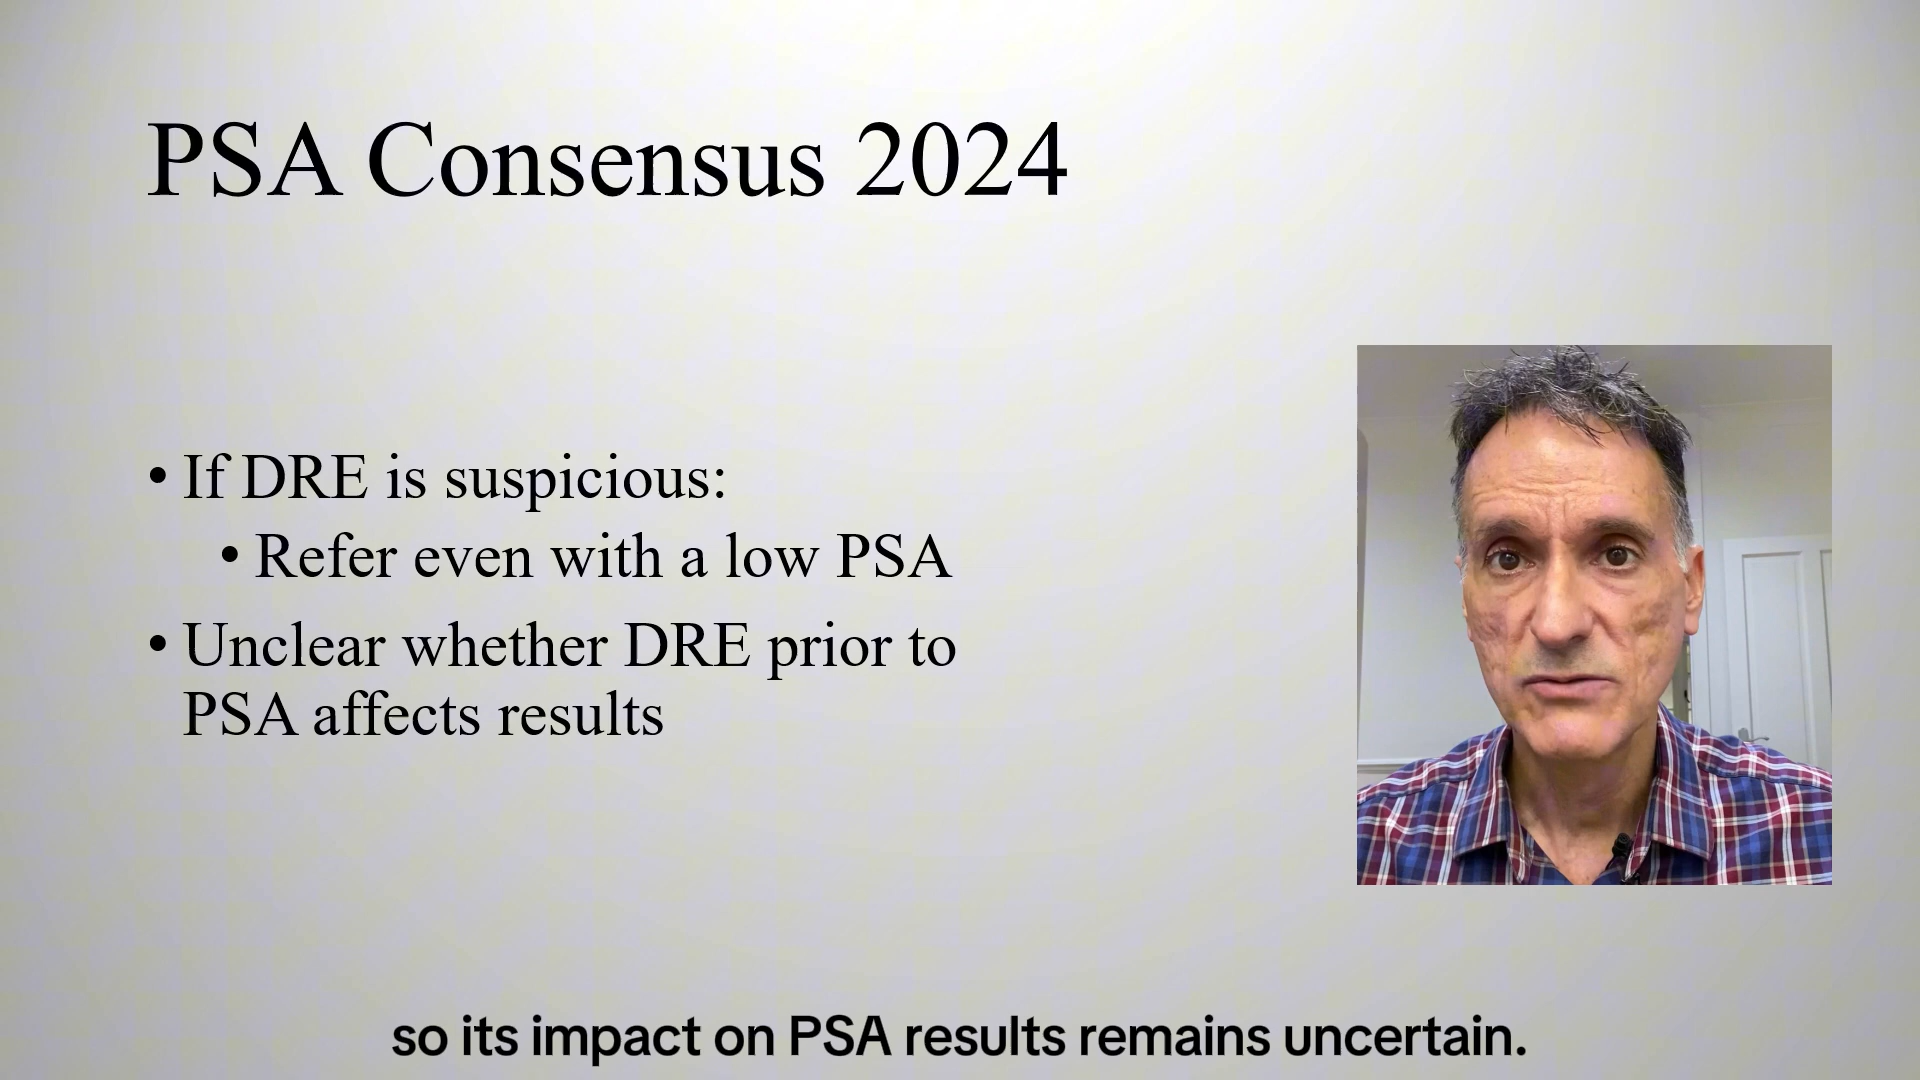 PSA Consensus 2024
• If DRE is suspicious:
• Refer even with a low PSA
• Unclear whether DRE prior to
PSA affects results
so its impact on PSA results remains uncertain.